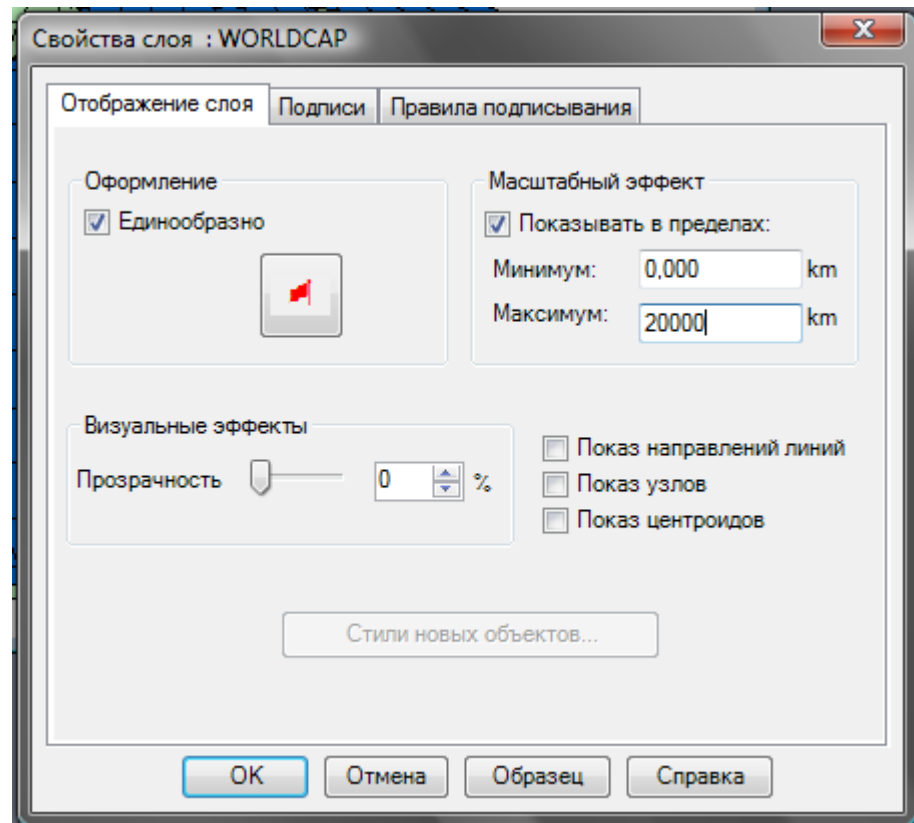 Свойства слоя : WORLDCAP
Отображение слоя Подписи Правила подписывания
Оформление
Единообразно
Масштабный эффект
Показывать в пределах:
Минимум: 0,000 km
Максимум: 20000 km
Визуальные эффекты
Прозрачность 0 %
Показ направлений линий
Показ узлов
Показ центроидов
Стили новых объектов...
OK Отмена Образец Справка